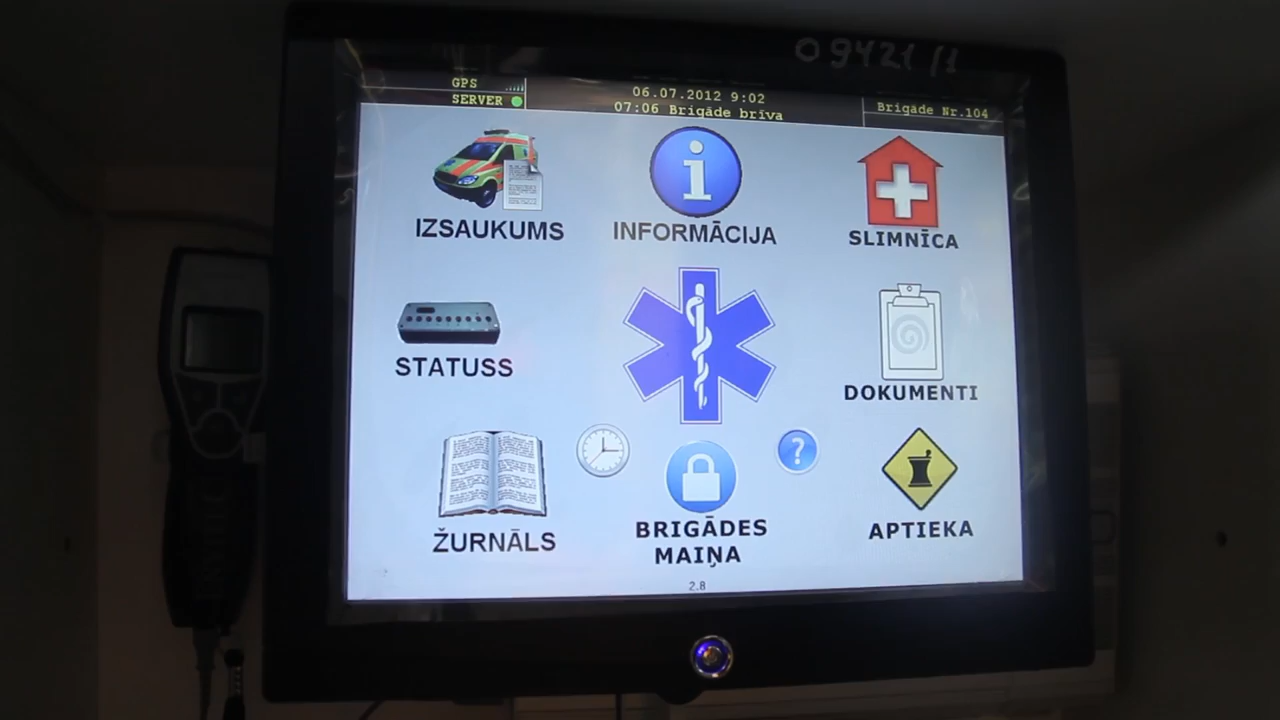 09421/1
GPS
SERVER
06.07.2012 9:02
07:06 Brigāde brīva
Brigāde Nr.104
IZSAUKUMS
INFORMĀCIJA
SLIMNĪCA
STATUSS
DOKUMENTI
?
ŽURNĀLS
BRIGĀDES
MAIŅA
APTIEKA
2.8